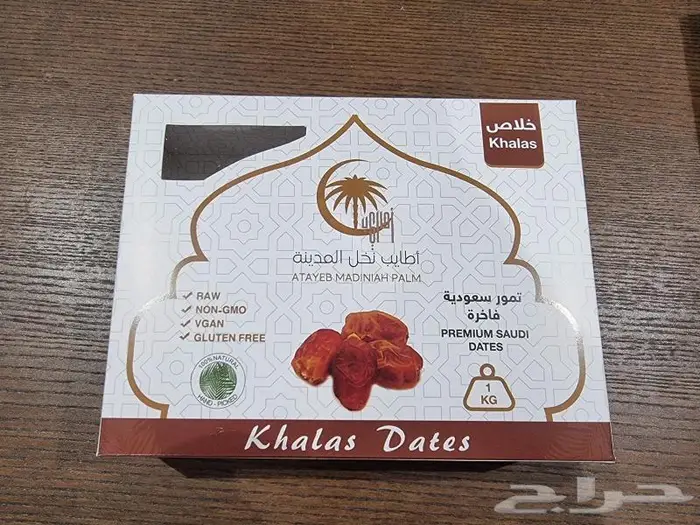 خلاص
Khalas
أطايب نخل المدينة
ATAYEB MADINIAH PALM
RAW
NON-GMO
VGAN
GLUTEN FREE
تمور سعودية
فاخرة
PREMIUM SAUDI
DATES
100% NATURAL
HAND - PICKED
1
KG
Khalas Dates
حراج